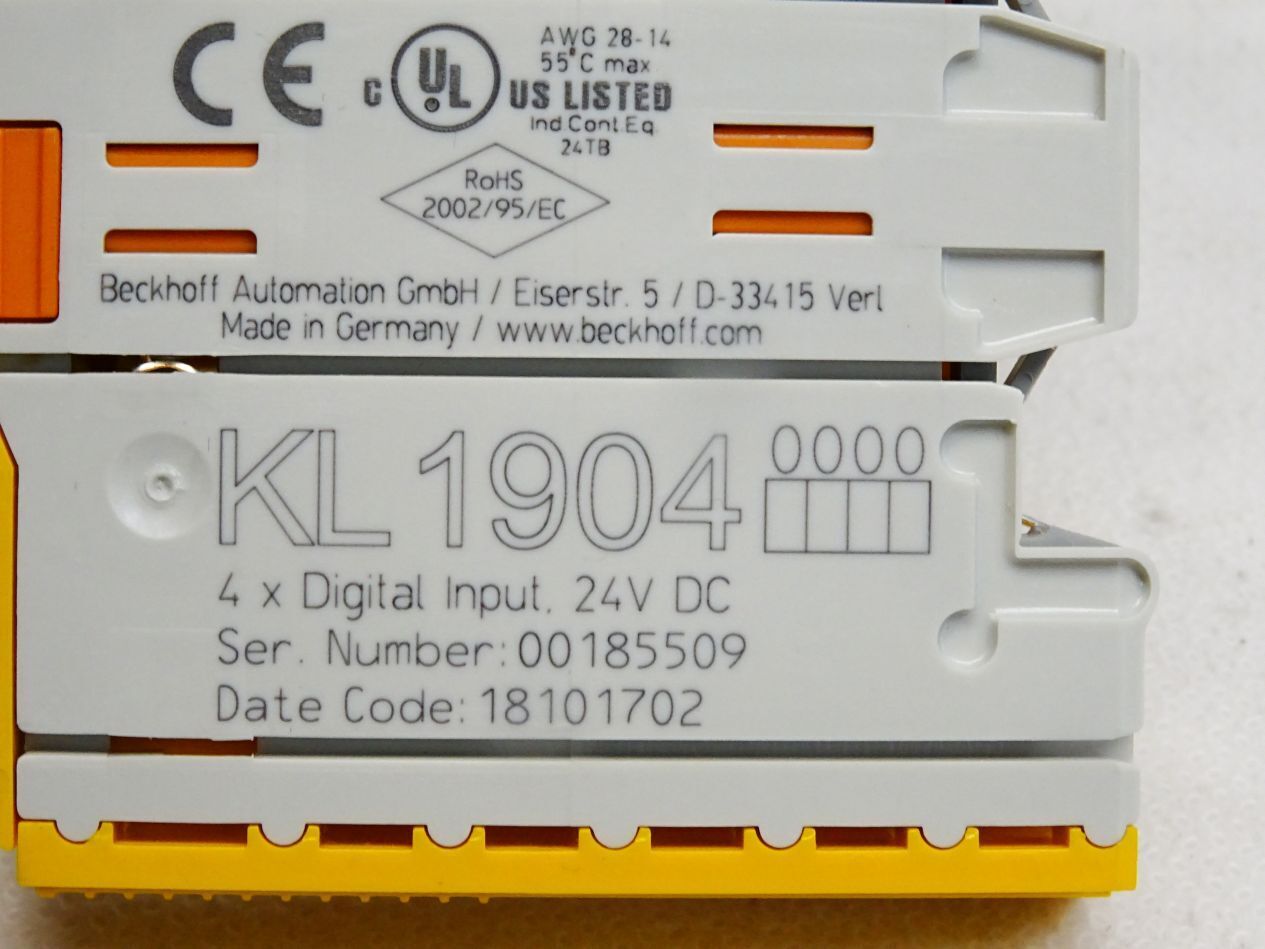 CE
C UL US LISTED
AWG 28-14
55°C max
Ind.Cont.Eq.
24TB
RoHS
2002/95/EC
Beckhoff Automation GmbH / Eiserstr. 5 / D-33415 Verl
Made in Germany / www.beckhoff.com
KL1904 0000
4 x Digital Input, 24V DC
Ser. Number: 00185509
Date Code: 18101702